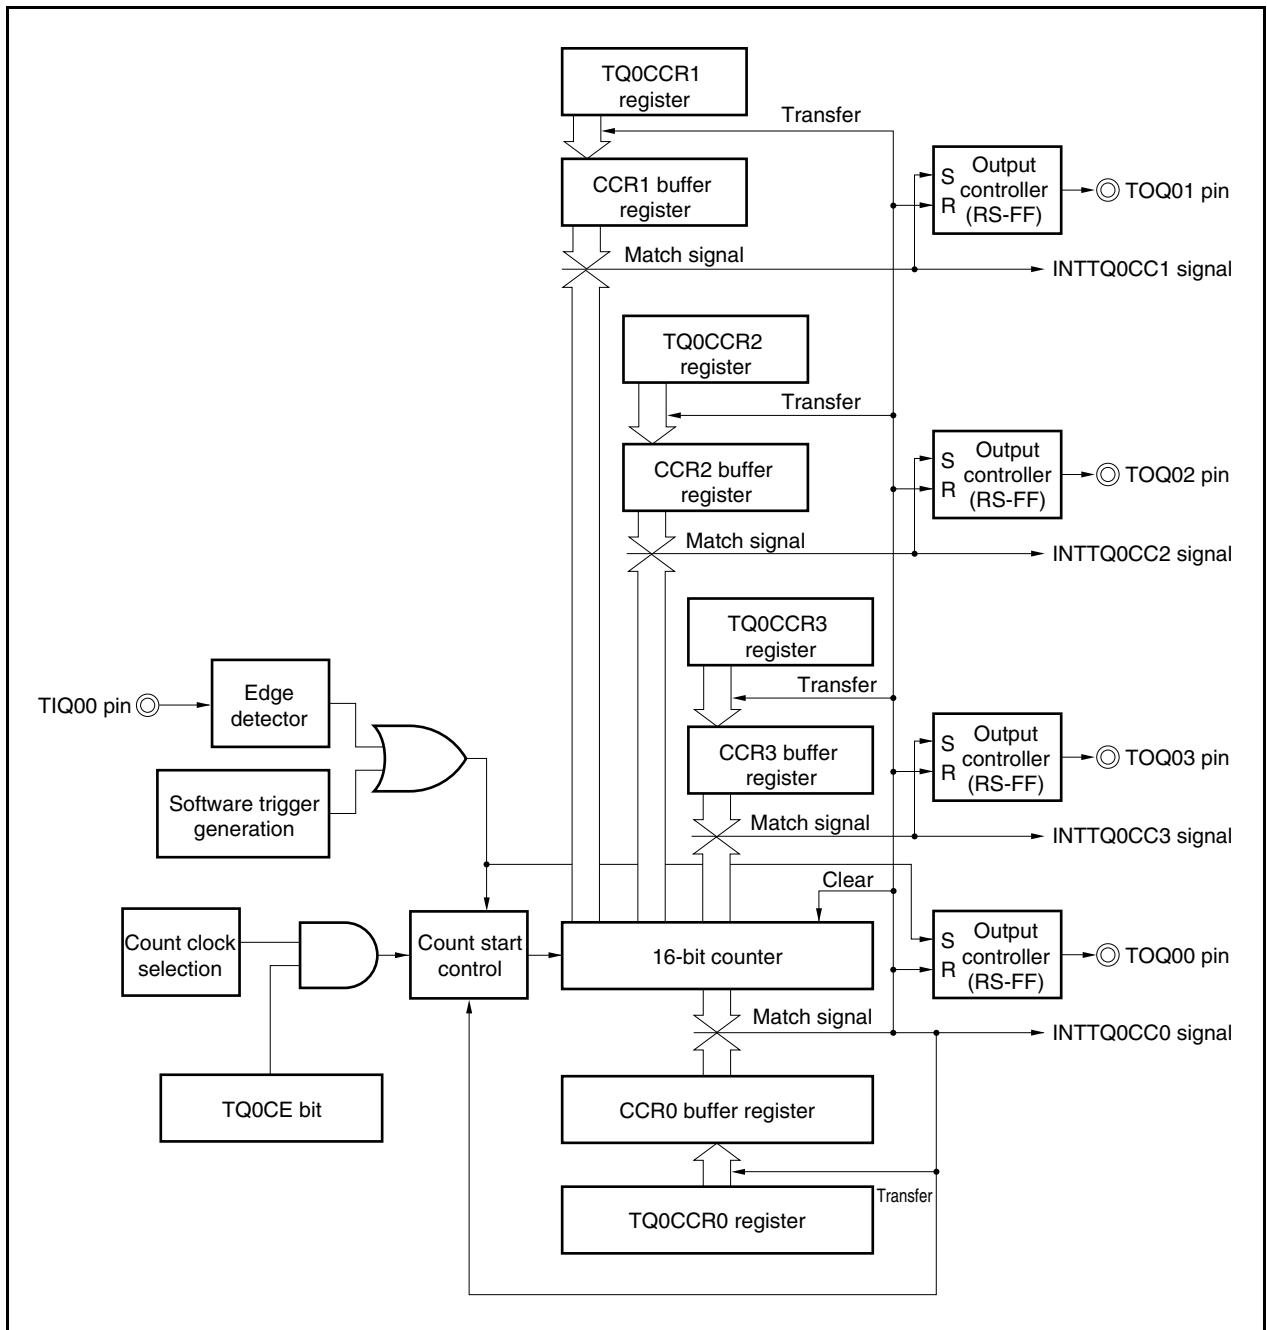 TQ0CCR1
register
Transfer
CCR1 buffer
register
S
R
Output
controller
(RS-FF)
TOQ01 pin
Match signal
INTTQ0CC1 signal
TQ0CCR2
register
Transfer
CCR2 buffer
register
S
R
Output
controller
(RS-FF)
TOQ02 pin
Match signal
INTTQ0CC2 signal
TQ0CCR3
register
Transfer
TIQ00 pin
Edge
detector
CCR3 buffer
register
S
R
Output
controller
(RS-FF)
TOQ03 pin
Software trigger
generation
Match signal
INTTQ0CC3 signal
Clear
Count clock
selection
Count start
control
16-bit counter
S
R
Output
controller
(RS-FF)
TOQ00 pin
Match signal
INTTQ0CC0 signal
TQ0CE bit
CCR0 buffer register
Transfer
TQ0CCR0 register